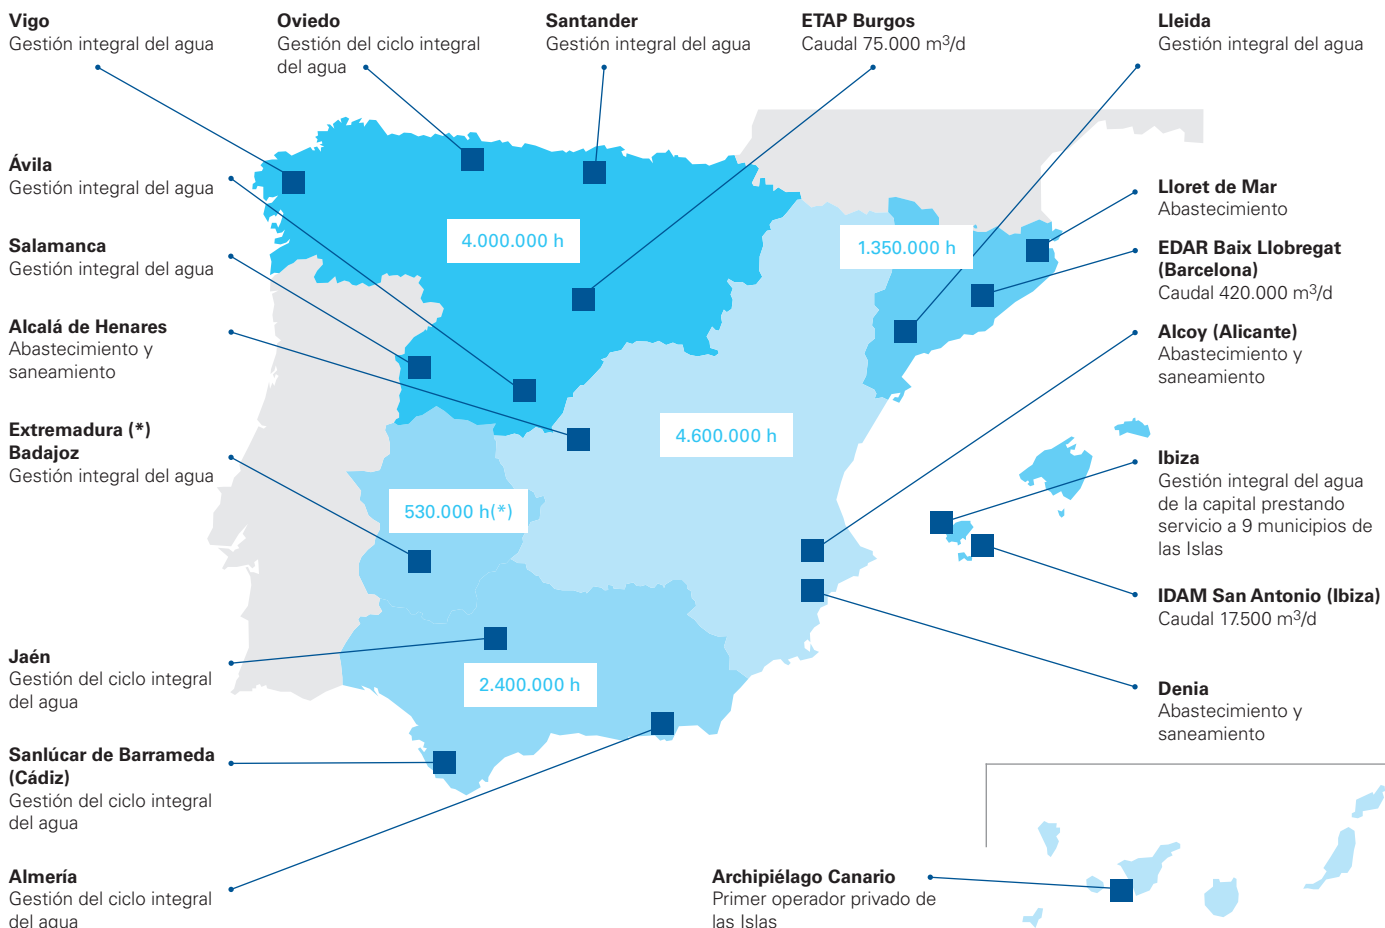 Vigo
Gestión integral del agua
Oviedo
Gestión del ciclo integral
del agua
Santander
Gestión integral del agua
ETAP Burgos
Caudal 75.000 m³/d
Lleida
Gestión integral del agua
Ávila
Gestión integral del agua
Salamanca
Gestión integral del agua
Alcalá de Henares
Abastecimiento y
saneamiento
Extremadura (*)
Badajoz
Gestión integral del agua
Jaén
Gestión del ciclo integral
del agua
Sanlúcar de Barrameda
(Cádiz)
Gestión del ciclo integral
del agua
Almería
Gestión del ciclo integral
del agua
4.000.000 h
1.350.000 h
4.600.000 h
530.000 h(*)
2.400.000 h
Lloret de Mar
Abastecimiento
EDAR Baix Llobregat
(Barcelona)
Caudal 420.000 m³/d
Alcoy (Alicante)
Abastecimiento y
saneamiento
Ibiza
Gestión integral del agua
de la capital prestando
servicio a 9 municipios de
las Islas
IDAM San Antonio (Ibiza)
Caudal 17.500 m³/d
Denia
Abastecimiento y
saneamiento
Archipiélago Canario
Primer operador privado de
las Islas